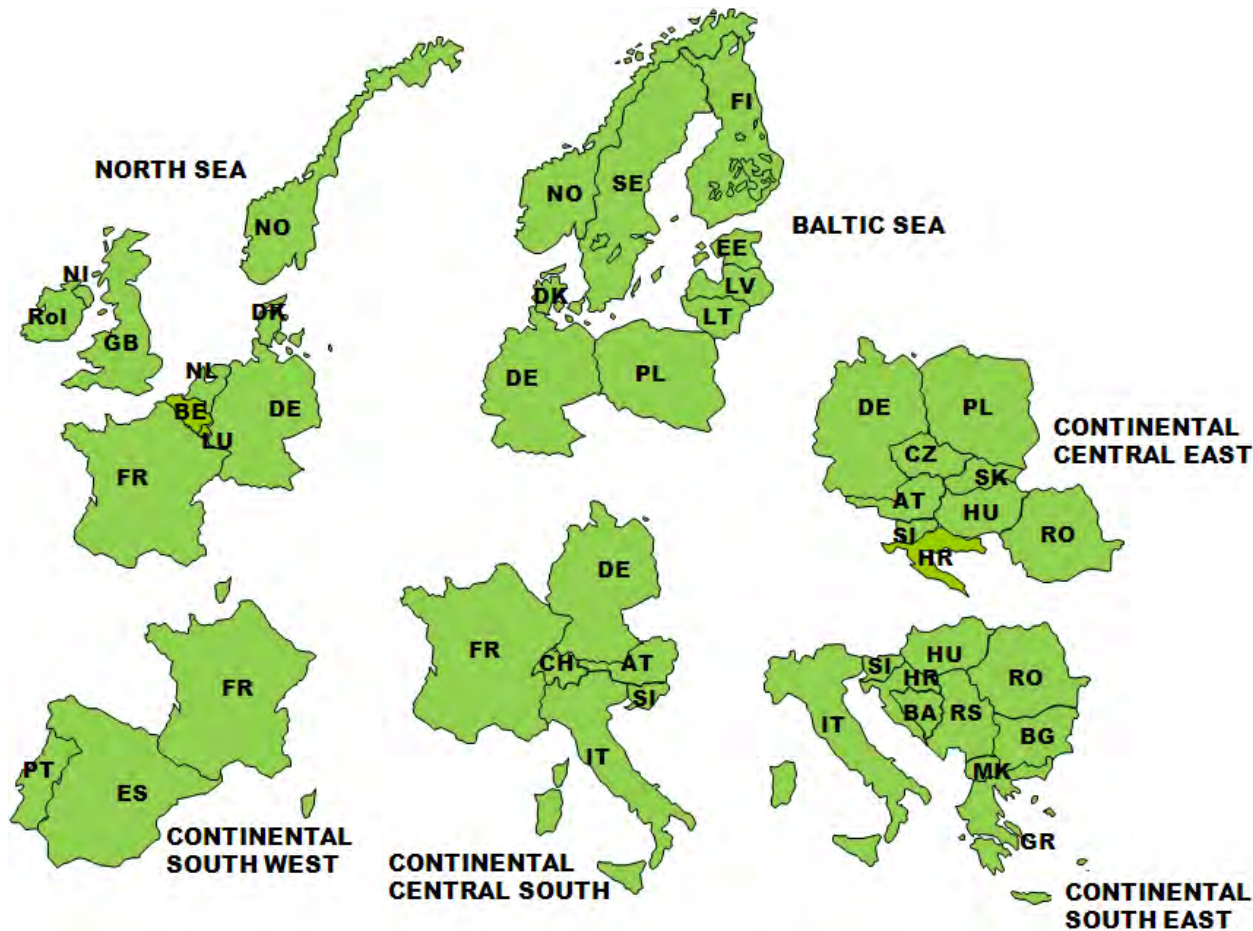 NORTH SEA
NO
NI
RoI
GB
DK
NL
BE
DE
LU
FR
FI
NO
SE
BALTIC SEA
EE
LV
DK
LT
DE
PL
DE
PL
CONTINENTAL
CENTRAL EAST
CZ
SK
AT
HU
SI
RO
HR
FR
PT
ES
CONTINENTAL
SOUTH WEST
DE
FR
CH
AT
SI
IT
CONTINENTAL
CENTRAL SOUTH
HU
SI
HR
RO
BA
RS
IT
BG
MK
GR
CONTINENTAL
SOUTH EAST